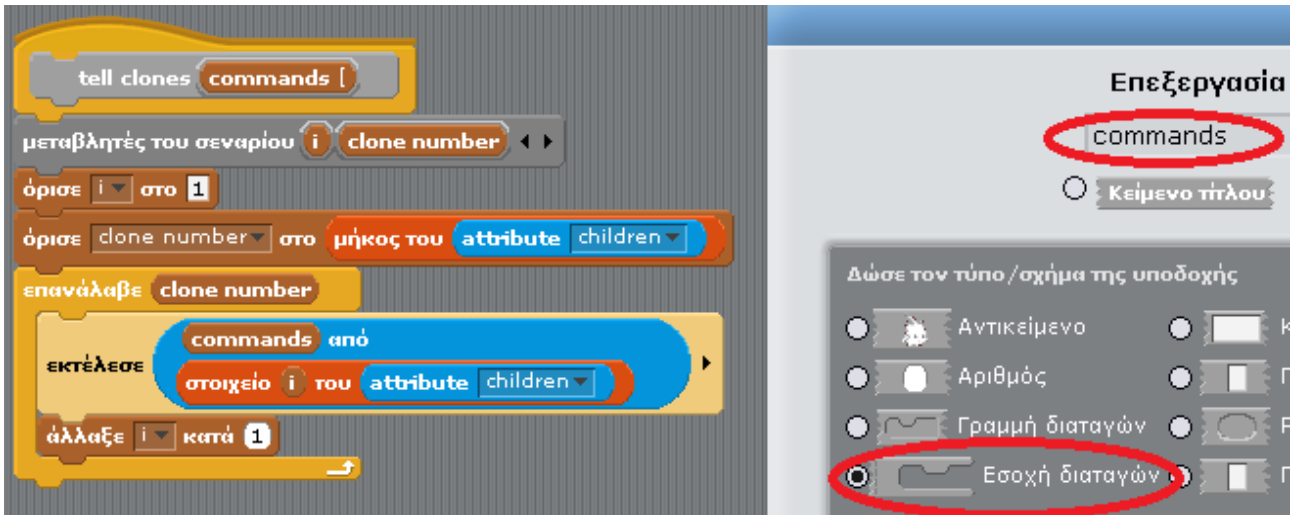 tell clones commands [
μεταβλητές του σεναρίου i clone number
όρισε i στο 1
όρισε clone number στο μήκος του attribute children
επανάλαβε clone number
εκτέλεσε
commands από
στοιχείο i του attribute children
άλλαξε i κατά 1
Επεξεργασία
commands
Κείμενο τίτλου
Δώσε τον τύπο/σχήμα της υποδοχής
Αντικείμενο
Αριθμός
Γραμμή διαταγών
Εσοχή διαταγών